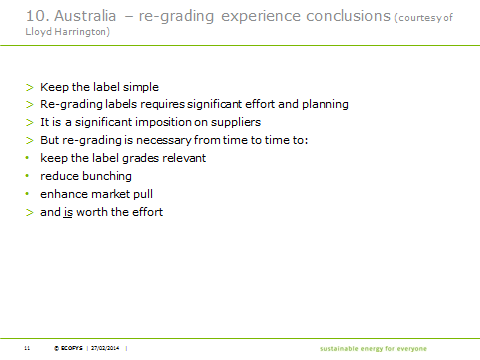 10. Australia – re-grading experience conclusions (courtesy of
Lloyd Harrington)
> Keep the label simple
> Re-grading labels requires significant effort and planning
> It is a significant imposition on suppliers
> But re-grading is necessary from time to time to:
• keep the label grades relevant
• reduce bunching
• enhance market pull
> and is worth the effort
11 © ECOFYS | 27/02/2014 | sustainable energy for everyone